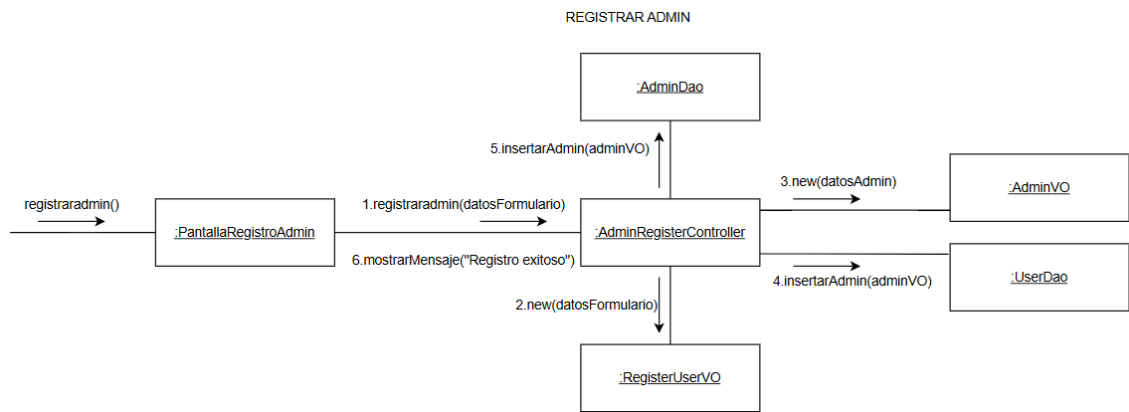 REGISTRAR ADMIN
:AdminDao
5.insertarAdmin(adminVO)
3.new(datosAdmin)
:AdminVO
registraradmin()
1.registraradmin(datosFormulario)
:PantallaRegistroAdmin
:AdminRegisterController
6.mostrarMensaje("Registro exitoso")
4.insertarAdmin(adminVO)
:UserDao
2.new(datosFormulario)
:RegisterUserVO